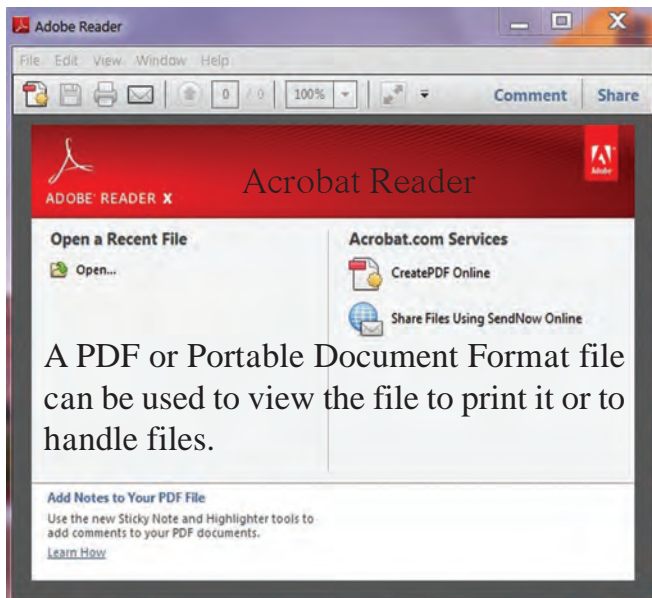 Adobe Reader
File Edit View Window Help
0 / 0 100% Comment Share
ADOBE READER X
Acrobat Reader
Adobe
Open a Recent File
Open...
Acrobat.com Services
CreatePDF Online
Share Files Using SendNow Online
A PDF or Portable Document Format file
can be used to view the file to print it or to
handle files.
Add Notes to Your PDF File
Use the new Sticky Note and Highlighter tools to
add comments to your PDF documents.
Learn How